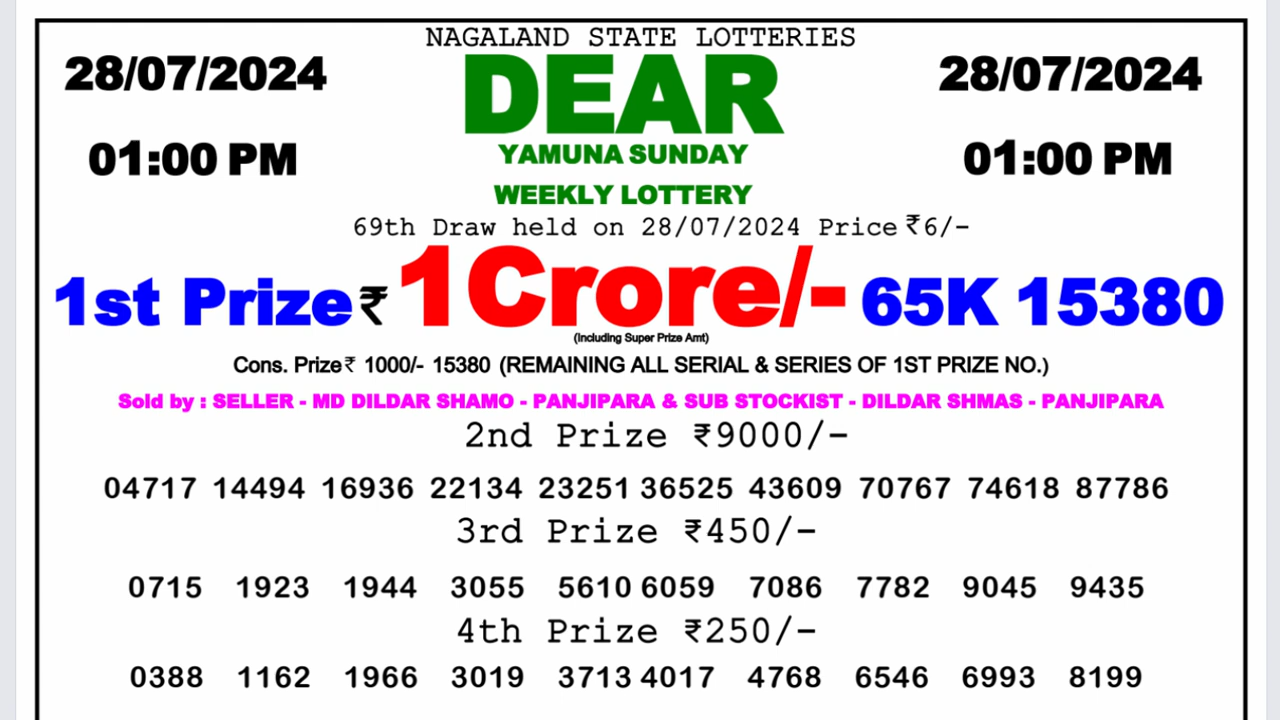 NAGALAND STATE LOTTERIES
28/07/2024 DEAR 28/07/2024
01:00 PM YAMUNA SUNDAY 01:00 PM
WEEKLY LOTTERY
69th Draw held on 28/07/2024 Price ₹6/-
1st Prize ₹ 1Crore/- 65K 15380
(Including Super Prize Amt)
Cons. Prize ₹ 1000/- 15380 (REMAINING ALL SERIAL & SERIES OF 1ST PRIZE NO.)
Sold by : SELLER - MD DILDAR SHAMO - PANJIPARA & SUB STOCKIST - DILDAR SHMAS - PANJIPARA
2nd Prize ₹9000/-
04717 14494 16936 22134 23251 36525 43609 70767 74618 87786
3rd Prize ₹450/-
0715 1923 1944 3055 5610 6059 7086 7782 9045 9435
4th Prize ₹250/-
0388 1162 1966 3019 3713 4017 4768 6546 6993 8199